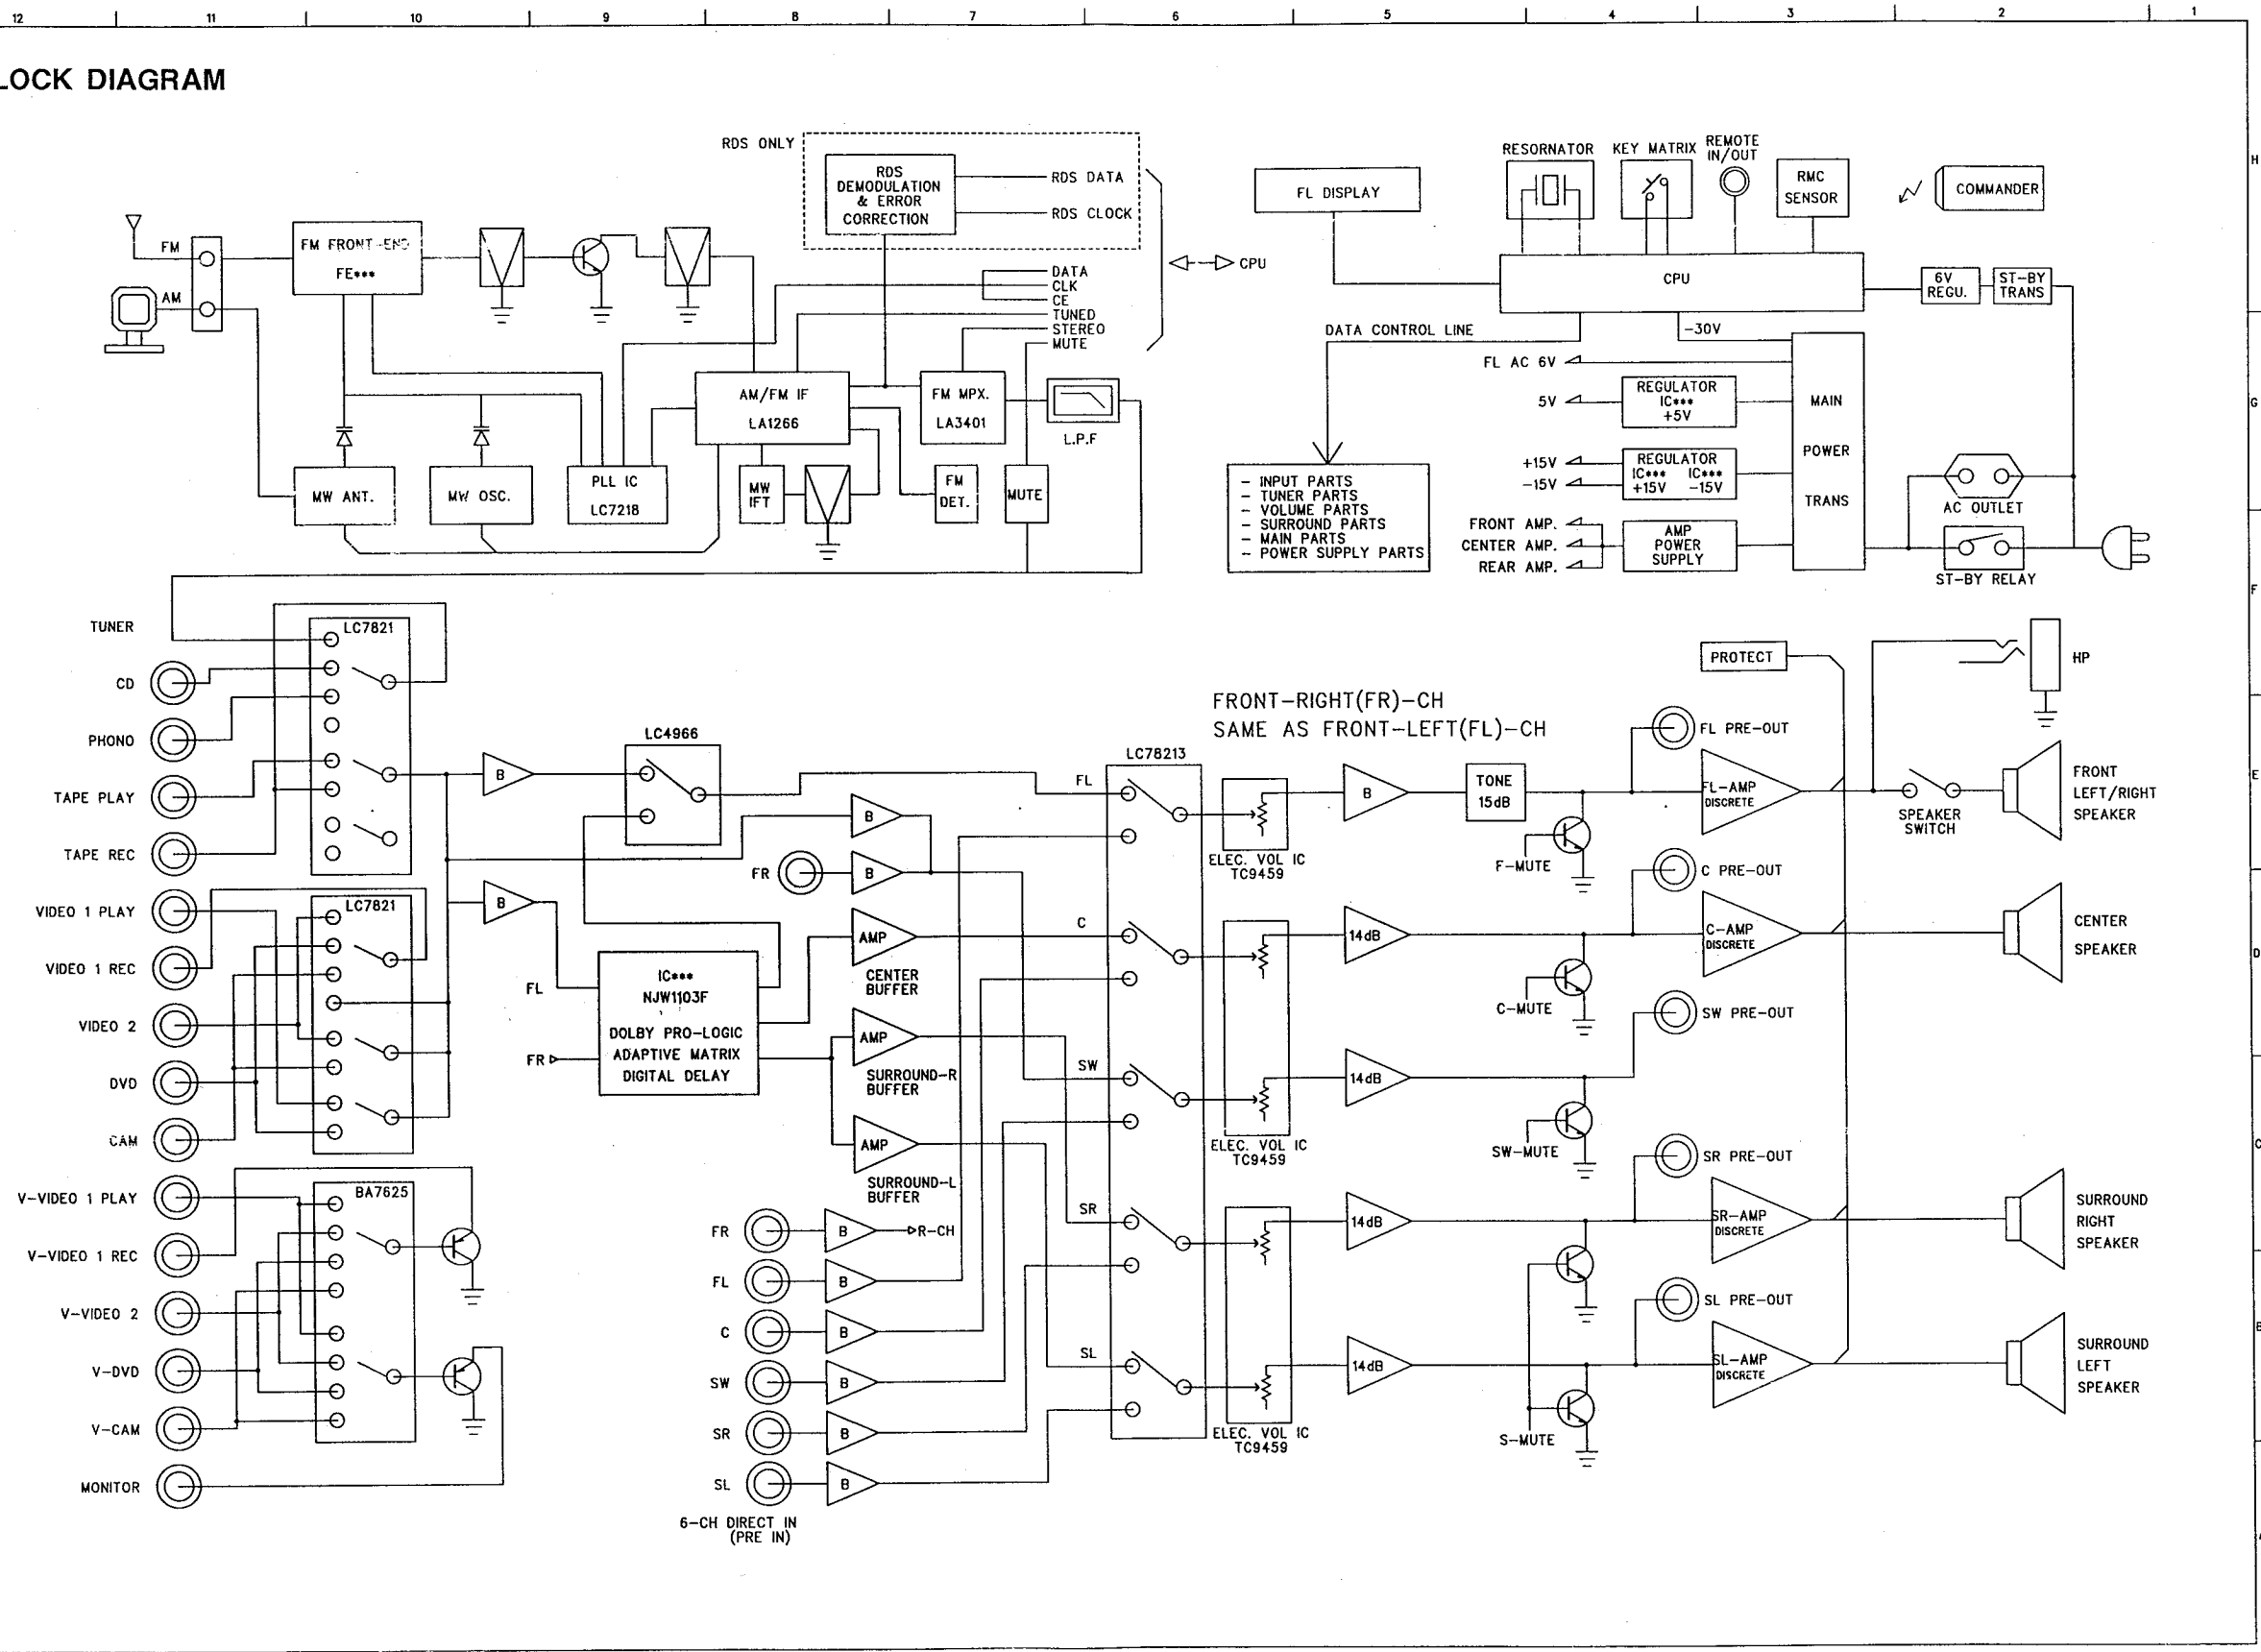 12 11 10 9 8 7 6 5 4 3 2 1
LOCK DIAGRAM
H
G
F
E
D
C
B
RDS ONLY
RDS
DEMODULATION
& ERROR
CORRECTION
RDS DATA
RDS CLOCK
FM
AM
FM FRONT-END
FE***
DATA
CLK
CE
TUNED
STEREO
MUTE
CPU
AM/FM IF
LA1266
FM MPX.
LA3401
L.P.F
MW ANT.
MW OSC.
PLL IC
LC7218
MW
IFT
FM
DET.
MUTE
FL DISPLAY
RESORNATOR
KEY MATRIX
REMOTE
IN/OUT
RMC
SENSOR
COMMANDER
CPU
6V
REGU.
ST-BY
TRANS
DATA CONTROL LINE
-30V
FL AC 6V
5V
REGULATOR
IC***
+5V
+15V
-15V
REGULATOR
IC*** IC***
+15V -15V
FRONT AMP.
CENTER AMP.
REAR AMP.
AMP
POWER
SUPPLY
MAIN
POWER
TRANS
AC OUTLET
ST-BY RELAY
- INPUT PARTS
- TUNER PARTS
- VOLUME PARTS
- SURROUND PARTS
- MAIN PARTS
- POWER SUPPLY PARTS
TUNER
CD
PHONO
TAPE PLAY
TAPE REC
VIDEO 1 PLAY
VIDEO 1 REC
VIDEO 2
DVD
CAM
V-VIDEO 1 PLAY
V-VIDEO 1 REC
V-VIDEO 2
V-DVD
V-CAM
MONITOR
LC7821
LC7821
BA7625
B
B
LC4966
FL
FR
IC***
NJW1103F
DOLBY PRO-LOGIC
ADAPTIVE MATRIX
DIGITAL DELAY
B
FR
B
AMP
CENTER
BUFFER
AMP
SURROUND-R
BUFFER
AMP
SURROUND-L
BUFFER
FR
B
R-CH
FL
B
C
B
SW
B
SR
B
SL
B
6-CH DIRECT IN
(PRE IN)
LC78213
FL
C
SW
SR
SL
FRONT-RIGHT(FR)-CH
SAME AS FRONT-LEFT(FL)-CH
ELEC. VOL IC
TC9459
ELEC. VOL IC
TC9459
ELEC. VOL IC
TC9459
B
TONE
15dB
14dB
14dB
14dB
14dB
F-MUTE
C-MUTE
SW-MUTE
S-MUTE
PROTECT
FL PRE-OUT
FL-AMP
DISCRETE
C PRE-OUT
C-AMP
DISCRETE
SW PRE-OUT
SR PRE-OUT
SR-AMP
DISCRETE
SL PRE-OUT
SL-AMP
DISCRETE
HP
SPEAKER
SWITCH
FRONT
LEFT/RIGHT
SPEAKER
CENTER
SPEAKER
SURROUND
RIGHT
SPEAKER
SURROUND
LEFT
SPEAKER